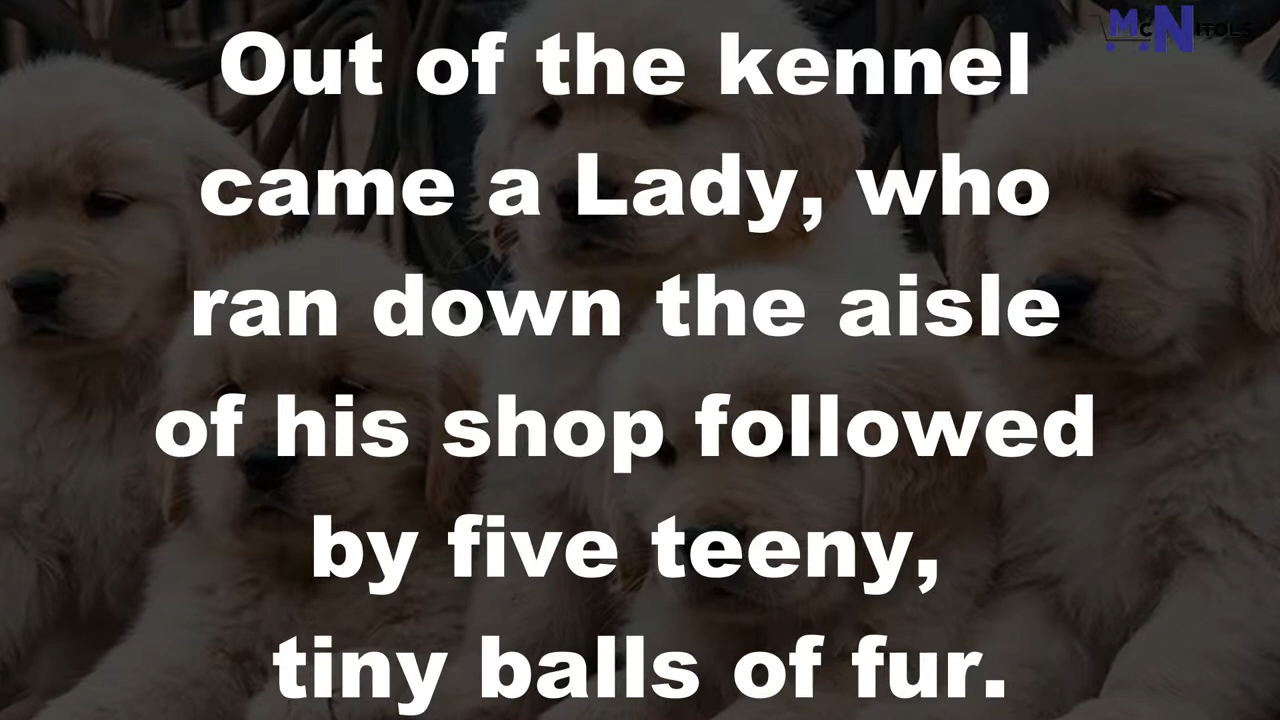 McNITOLS
Out of the kennel
came a Lady, who
ran down the aisle
of his shop followed
by five teeny,
tiny balls of fur.